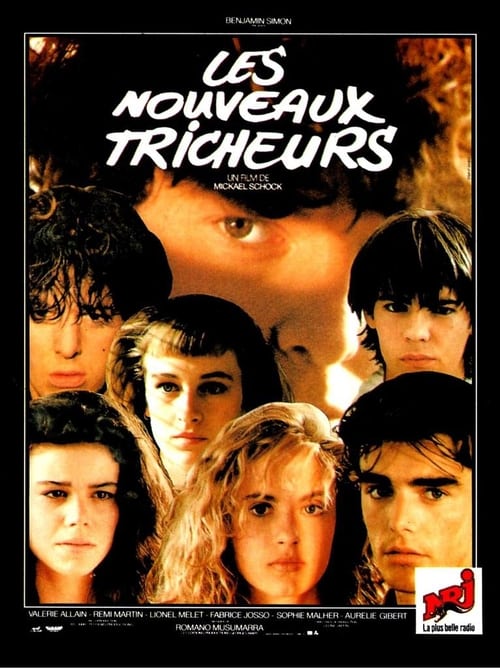 BENJAMIN SIMON
LES
NOUVEAUX
TRICHEURS
UN FILM DE
MICKAEL SCHOCK
VALERIE ALLAIN - REMI MARTIN - LIONEL MELET - FABRICE JOSSO - SOPHIE MALHER - AURELIE GIBERT
ROMANO MUSUMARRA
NRJ
La plus belle radio